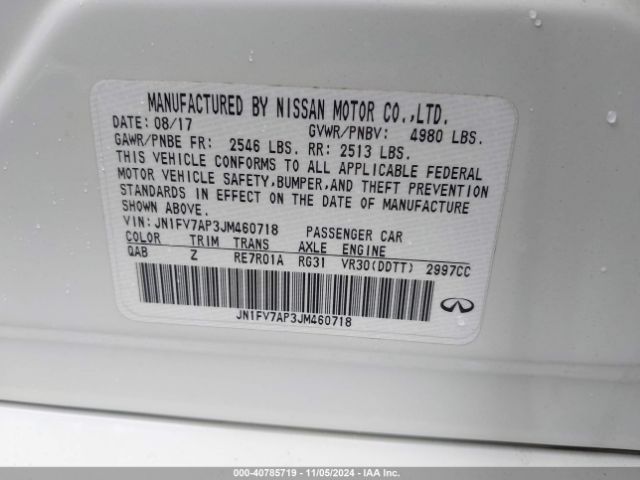 MANUFACTURED BY NISSAN MOTOR CO.,LTD.
DATE: 08/17 GVWR/PNBV: 4980 LBS.
GAWR/PNBE FR: 2546 LBS. RR: 2513 LBS.
THIS VEHICLE CONFORMS TO ALL APPLICABLE FEDERAL
MOTOR VEHICLE SAFETY,BUMPER,AND THEFT PREVENTION
STANDARDS IN EFFECT ON THE DATE OF MANUFACTURE
SHOWN ABOVE.
VIN: JN1FV7AP3JM460718 PASSENGER CAR
COLOR TRIM TRANS AXLE ENGINE
QAB Z RE7R01A RG31 VR30(DDTT) 2997CC
JN1FV7AP3JM460718
000-40785719 - 11/05/2024 - IAA Inc.